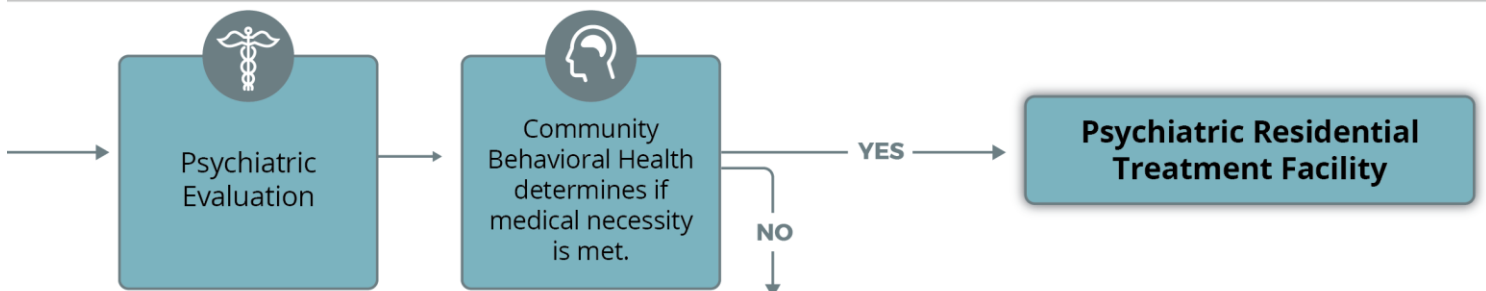 Psychiatric
Evaluation
Community
Behavioral Health
determines if
medical necessity
is met.
YES
NO
Psychiatric Residential
Treatment Facility